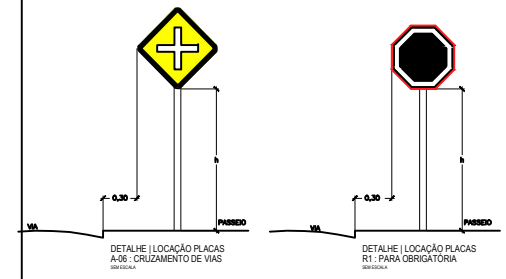 h
0,30
VIA
PASSEIO
DETALHE | LOCAÇÃO PLACAS
A-06 : CRUZAMENTO DE VIAS
SEM ESCALA
h
0,30
VIA
PASSEIO
DETALHE | LOCAÇÃO PLACAS
R1 : PARA OBRIGATÓRIA
SEM ESCALA